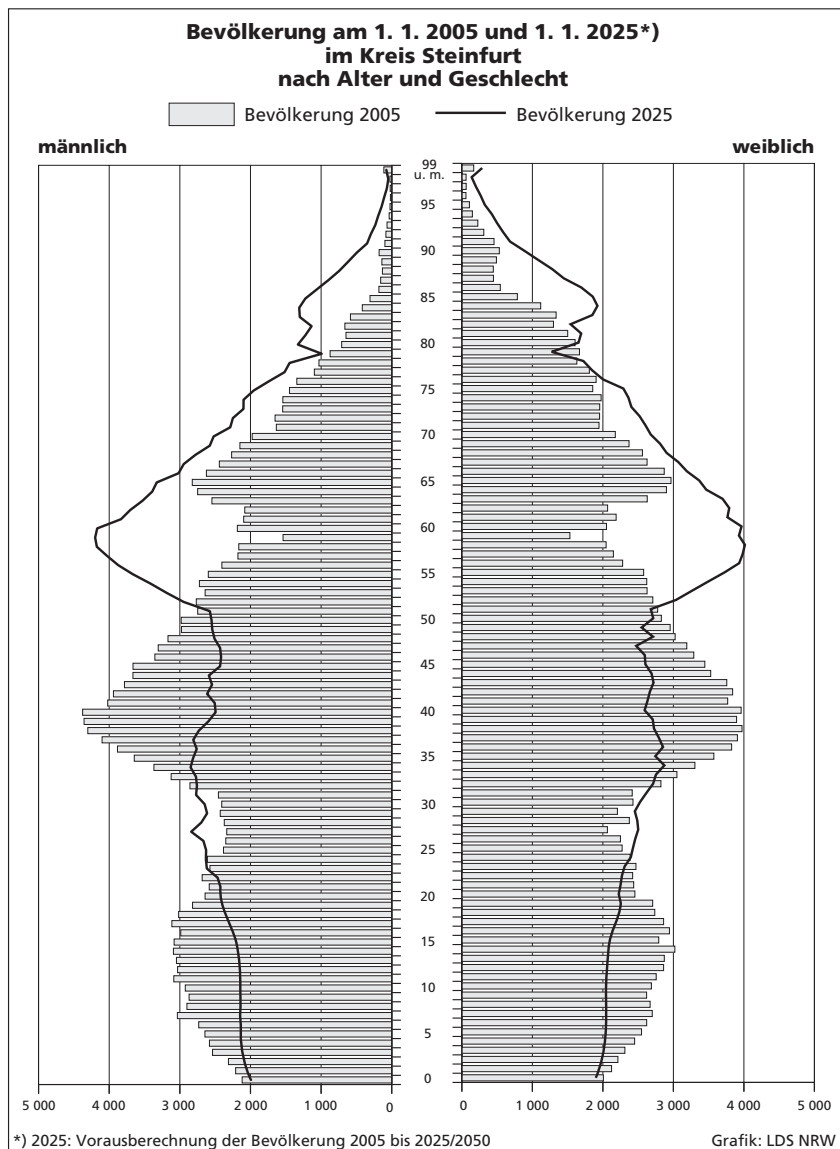 Bevölkerung am 1. 1. 2005 und 1. 1. 2025*)
im Kreis Steinfurt
nach Alter und Geschlecht
Bevölkerung 2005 Bevölkerung 2025
männlich weiblich
99
u. m.
95
90
85
80
75
70
65
60
55
50
45
40
35
30
25
20
15
10
5
0
5 000 4 000 3 000 2 000 1 000 0 0 1 000 2 000 3 000 4 000 5 000
*) 2025: Vorausberechnung der Bevölkerung 2005 bis 2025/2050 Grafik: LDS NRW